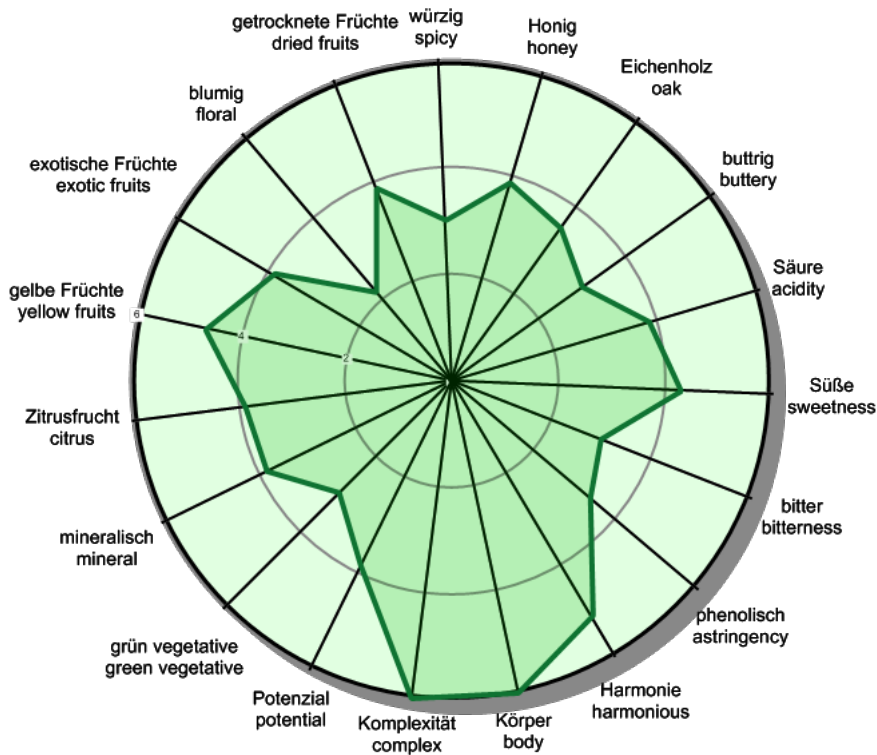 würzig
spicy
Honig
honey
Eichenholz
oak
buttrig
buttery
Säure
acidity
Süße
sweetness
bitter
bitterness
phenolisch
astringency
Harmonie
harmonious
Körper
body
Komplexität
complex
Potenzial
potential
grün vegetative
green vegetative
mineralisch
mineral
Zitrusfrucht
citrus
gelbe Früchte
yellow fruits
exotische Früchte
exotic fruits
blumig
floral
getrocknete Früchte
dried fruits
6
4
2